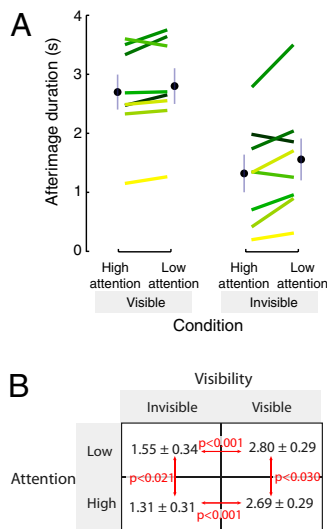 A
Afterimage duration (s)
4
3
2
1
0
High attention
Low attention
High attention
Low attention
Visible
Invisible
Condition
B
Visibility
Invisible
Visible
Attention
Low
1.55 ± 0.34
p<0.001
2.80 ± 0.29
p<0.021
p<0.030
High
1.31 ± 0.31
p<0.001
2.69 ± 0.29